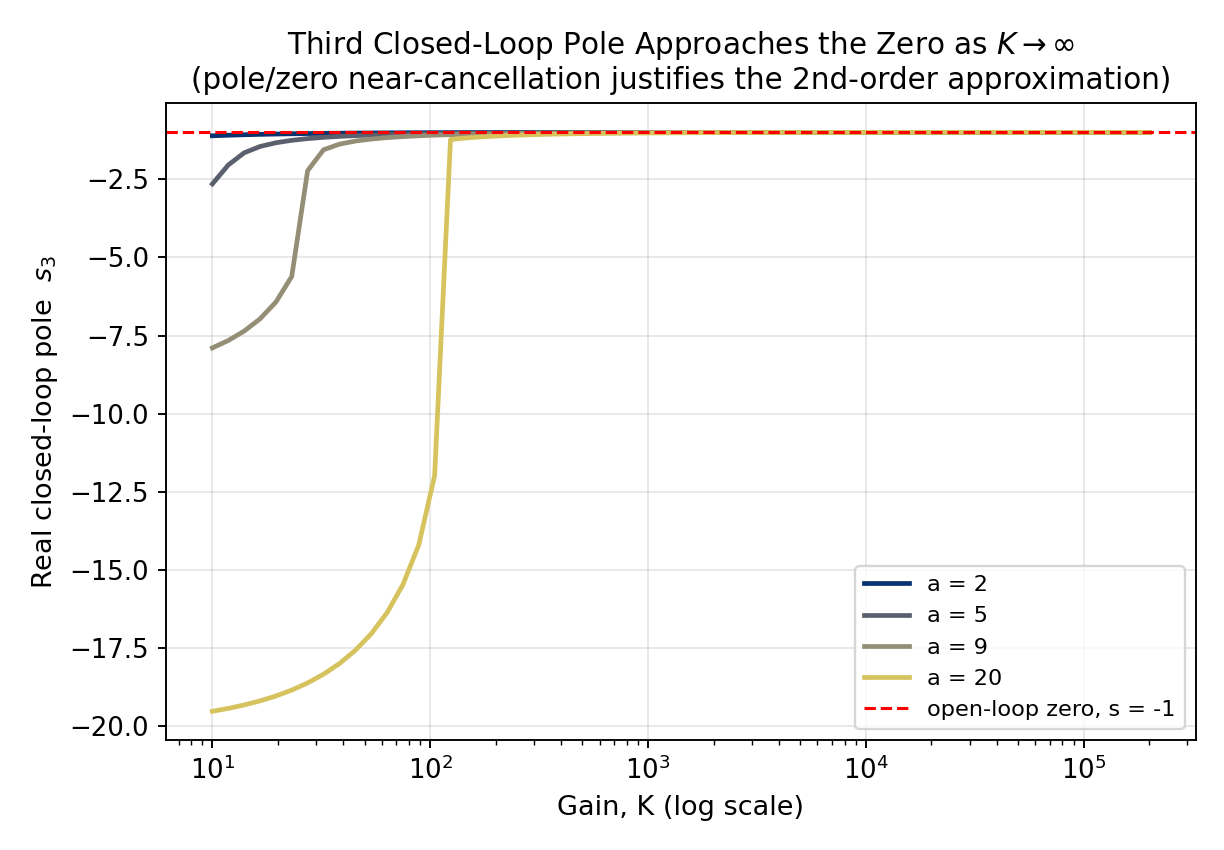 Third Closed-Loop Pole Approaches the Zero as K → ∞
(pole/zero near-cancellation justifies the 2nd-order approximation)
Real closed-loop pole s₃
−2.5
−5.0
−7.5
−10.0
−12.5
−15.0
−17.5
−20.0
a = 2
a = 5
a = 9
a = 20
open-loop zero, s = -1
10¹
10²
10³
10⁴
10⁵
Gain, K (log scale)